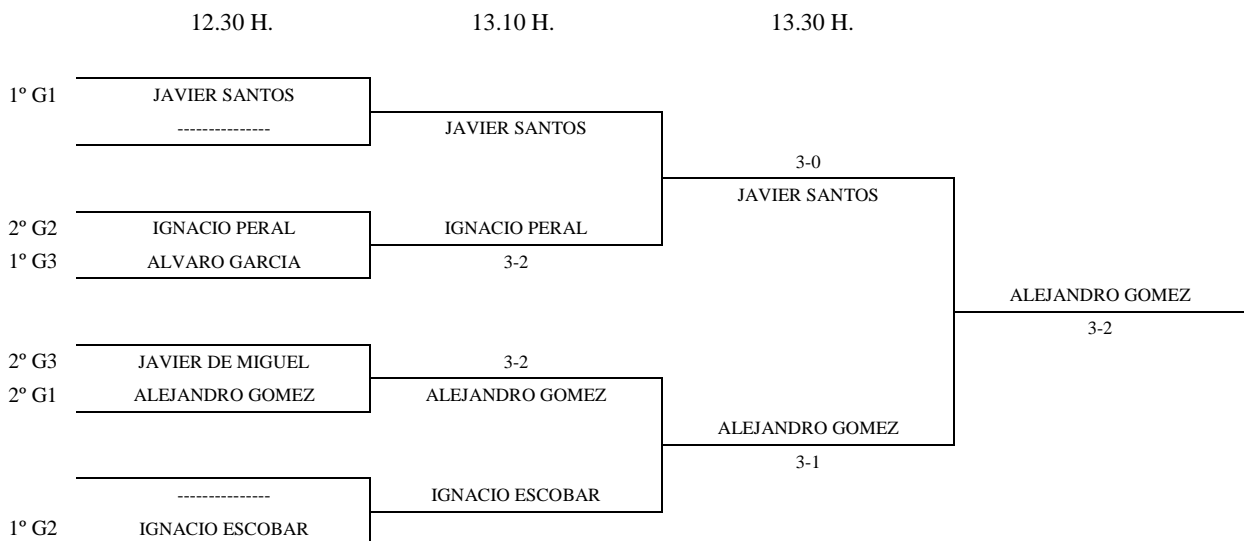 12.30 H. 13.10 H. 13.30 H.
1º G1 JAVIER SANTOS
--------------- JAVIER SANTOS
3-0
JAVIER SANTOS
2º G2 IGNACIO PERAL IGNACIO PERAL
1º G3 ALVARO GARCIA 3-2
ALEJANDRO GOMEZ
3-2
2º G3 JAVIER DE MIGUEL 3-2
2º G1 ALEJANDRO GOMEZ ALEJANDRO GOMEZ
ALEJANDRO GOMEZ
3-1
--------------- IGNACIO ESCOBAR
1º G2 IGNACIO ESCOBAR